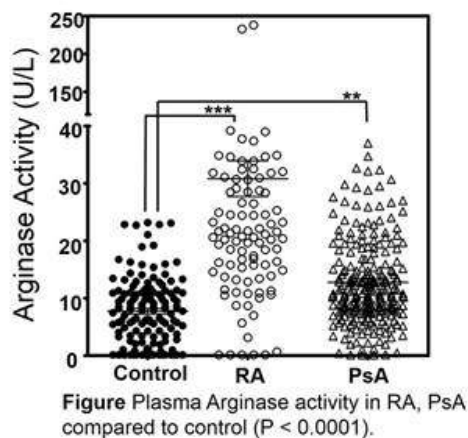 250
200
150
100
40
30
20
10
0
Arginase Activity (U/L)
***
**
Control RA PsA
Figure Plasma Arginase activity in RA, PsA
compared to control (P < 0.0001).